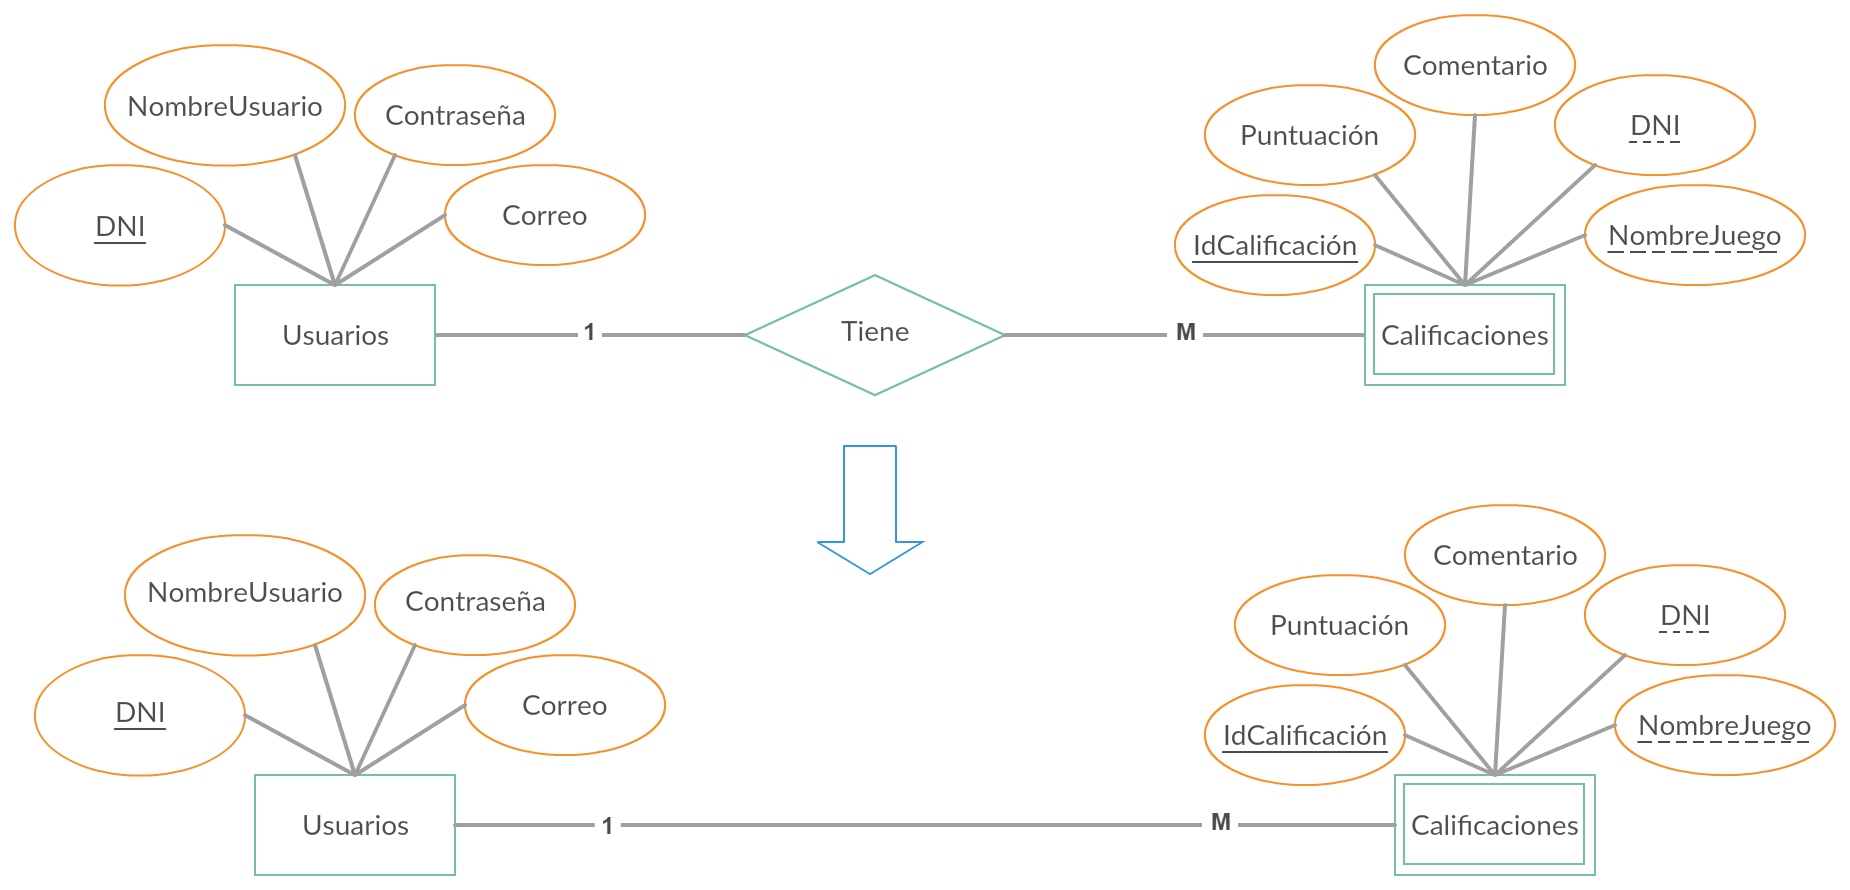 NombreUsuario
Contraseña
DNI
Correo
Usuarios
1
Tiene
M
Comentario
Puntuación
DNI
IdCalificación
NombreJuego
Calificaciones
NombreUsuario
Contraseña
DNI
Correo
Usuarios
1
M
Comentario
Puntuación
DNI
IdCalificación
NombreJuego
Calificaciones